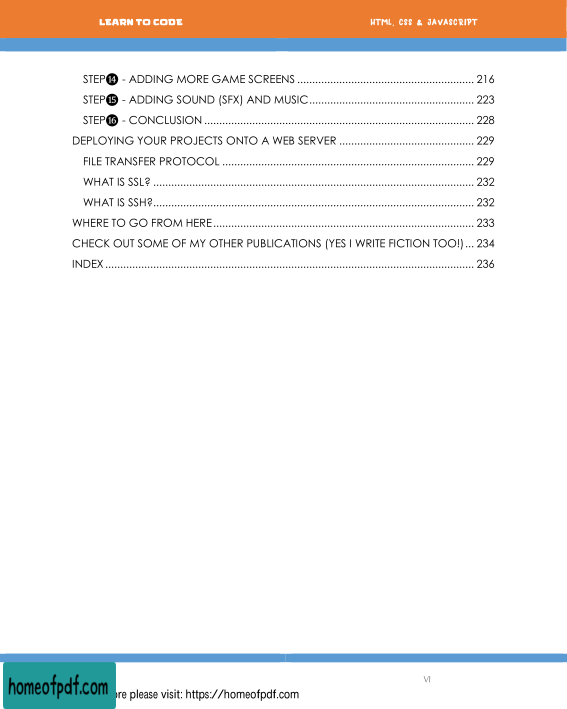 LEARN TO CODE HTML, CSS & JAVASCRIPT
STEP⓮ - ADDING MORE GAME SCREENS ........................................................... 216
STEP⓯ - ADDING SOUND (SFX) AND MUSIC....................................................... 223
STEP⓰ - CONCLUSION .......................................................................................... 228
DEPLOYING YOUR PROJECTS ONTO A WEB SERVER ............................................. 229
FILE TRANSFER PROTOCOL .................................................................................... 229
WHAT IS SSL? ........................................................................................................... 232
WHAT IS SSH?........................................................................................................... 232
WHERE TO GO FROM HERE....................................................................................... 233
CHECK OUT SOME OF MY OTHER PUBLICATIONS (YES I WRITE FICTION TOO!)... 234
INDEX........................................................................................................................... 236
vi
homeofpdf.com
please visit: https://homeofpdf.com